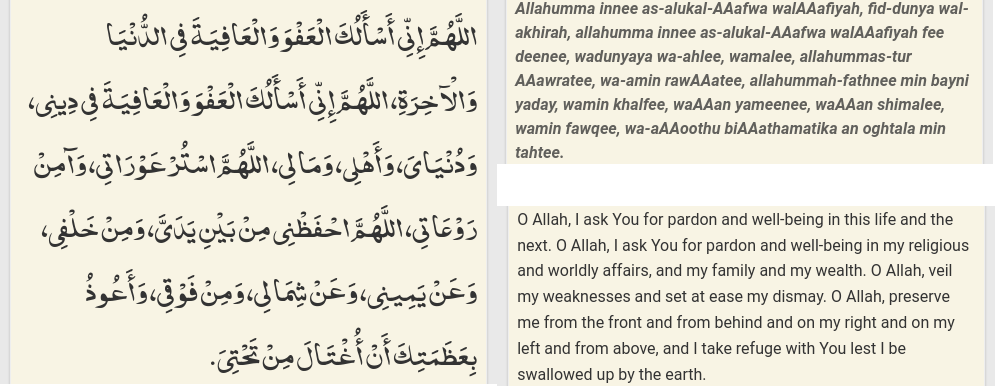 اللَّهُمَّ إِنِّي أَسْأَلُكَ الْعَفْوَ وَالْعَافِيَةَ فِي الدُّنْيَا
وَالْآخِرَةِ، اللَّهُمَّ إِنِّي أَسْأَلُكَ الْعَفْوَ وَالْعَافِيَةَ فِي دِينِي،
وَدُنْيَايَ، وَأَهْلِي، وَمَالِي، اللَّهُمَّ اسْتُرْ عَوْرَاتِي، وَآمِنْ
رَوْعَاتِي، اللَّهُمَّ احْفَظْنِي مِنْ بَيْنِ يَدَيَّ، وَمِنْ خَلْفِي،
وَعَنْ يَمِينِي، وَعَنْ شِمَالِي، وَمِنْ فَوْقِي، وَأَعُوذُ
بِعَظَمَتِكَ أَنْ أُغْتَالَ مِنْ تَحْتِيَ.
Allahumma innee as-alukal-AAafwa walAAafiyah, fid-dunya wal-
akhirah, allahumma innee as-alukal-AAafwa walAAafiyah fee
deenee, wadunyaya wa-ahlee, wamalee, allahummas-tur
AAawratee, wa-amin rawAAatee, allahummah-fathnee min bayni
yaday, wamin khalfee, waAAan yameenee, waAAan shimalee,
wamin fawqee, wa-aAAoothu biAAathamatika an oghtala min
tahtee.
O Allah, I ask You for pardon and well-being in this life and the
next. O Allah, I ask You for pardon and well-being in my religious
and worldly affairs, and my family and my wealth. O Allah, veil
my weaknesses and set at ease my dismay. O Allah, preserve
me from the front and from behind and on my right and on my
left and from above, and I take refuge with You lest I be
swallowed up by the earth.